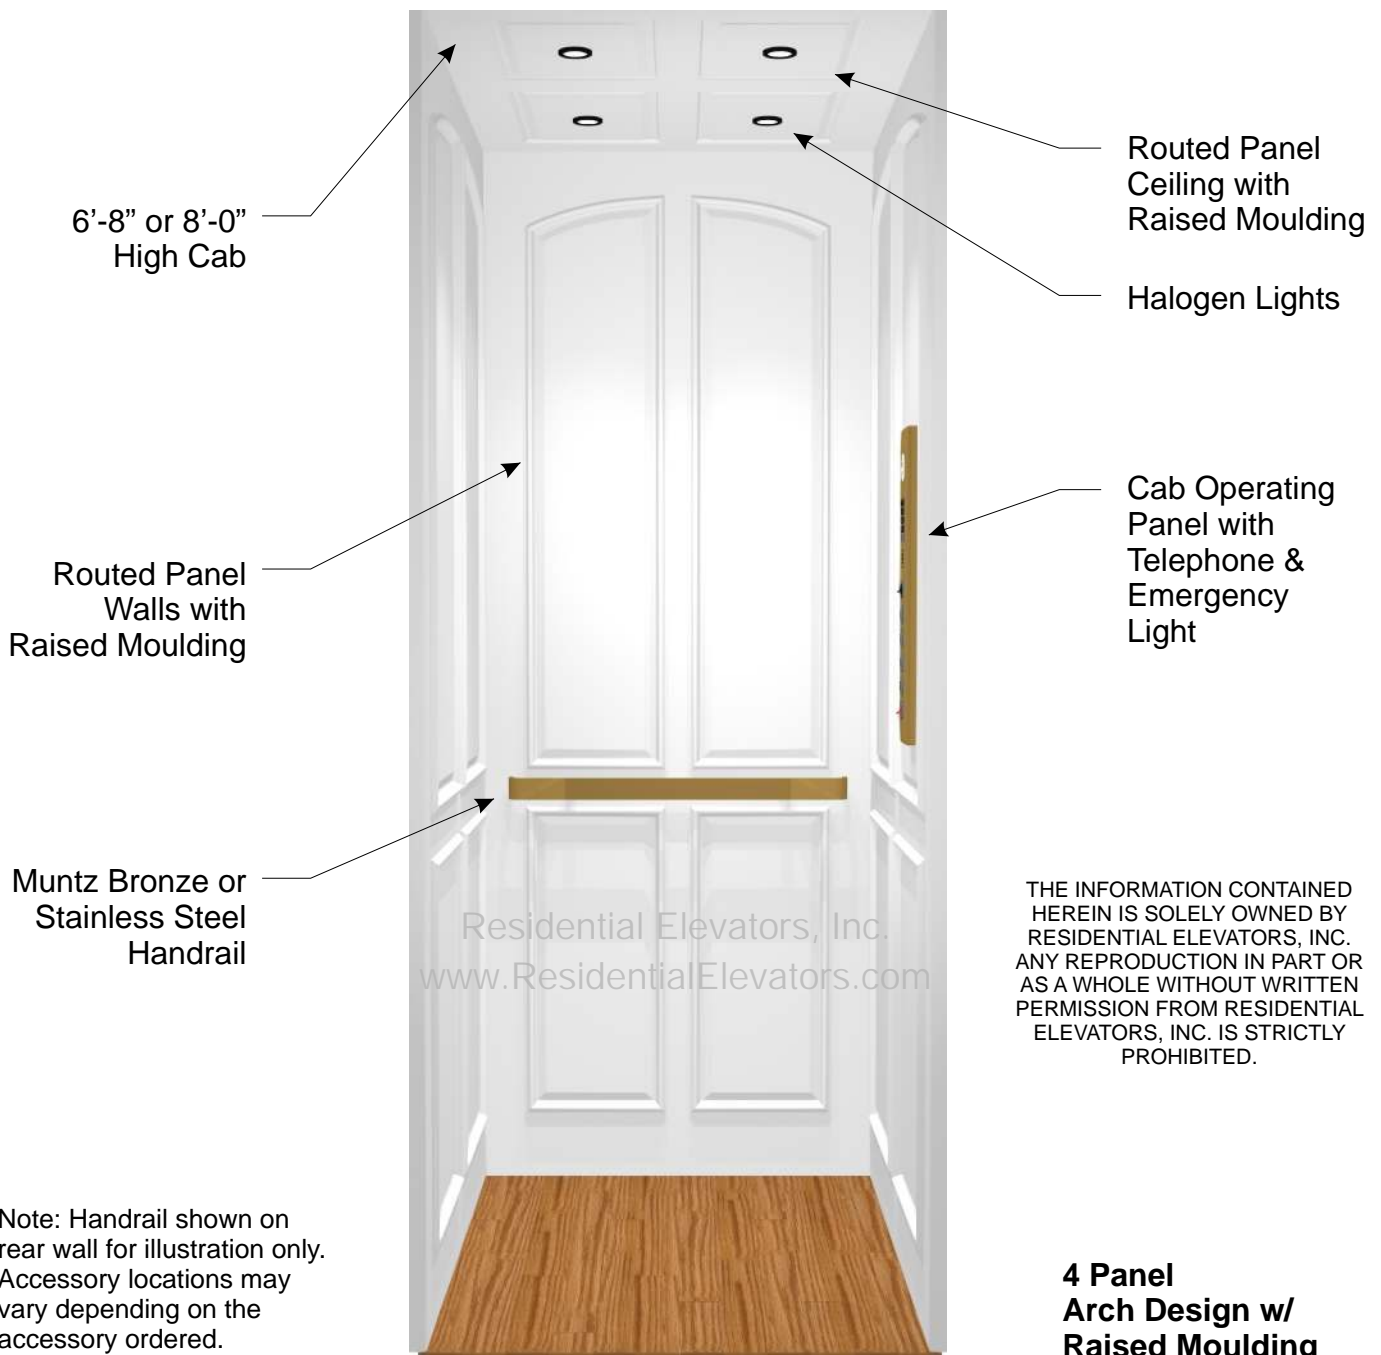 6’-8” or 8’-0”
High Cab
Routed Panel
Ceiling with
Raised Moulding
Halogen Lights
Routed Panel
Walls with
Raised Moulding
Cab Operating
Panel with
Telephone &
Emergency
Light
Muntz Bronze or
Stainless Steel
Handrail
Residential Elevators, Inc.
www.ResidentialElevators.com
THE INFORMATION CONTAINED
HEREIN IS SOLELY OWNED BY
RESIDENTIAL ELEVATORS, INC.
ANY REPRODUCTION IN PART OR
AS A WHOLE WITHOUT WRITTEN
PERMISSION FROM RESIDENTIAL
ELEVATORS, INC. IS STRICTLY
PROHIBITED.
Note: Handrail shown on
rear wall for illustration only.
Accessory locations may
vary depending on the
accessory ordered.
4 Panel
Arch Design w/
Raised Moulding